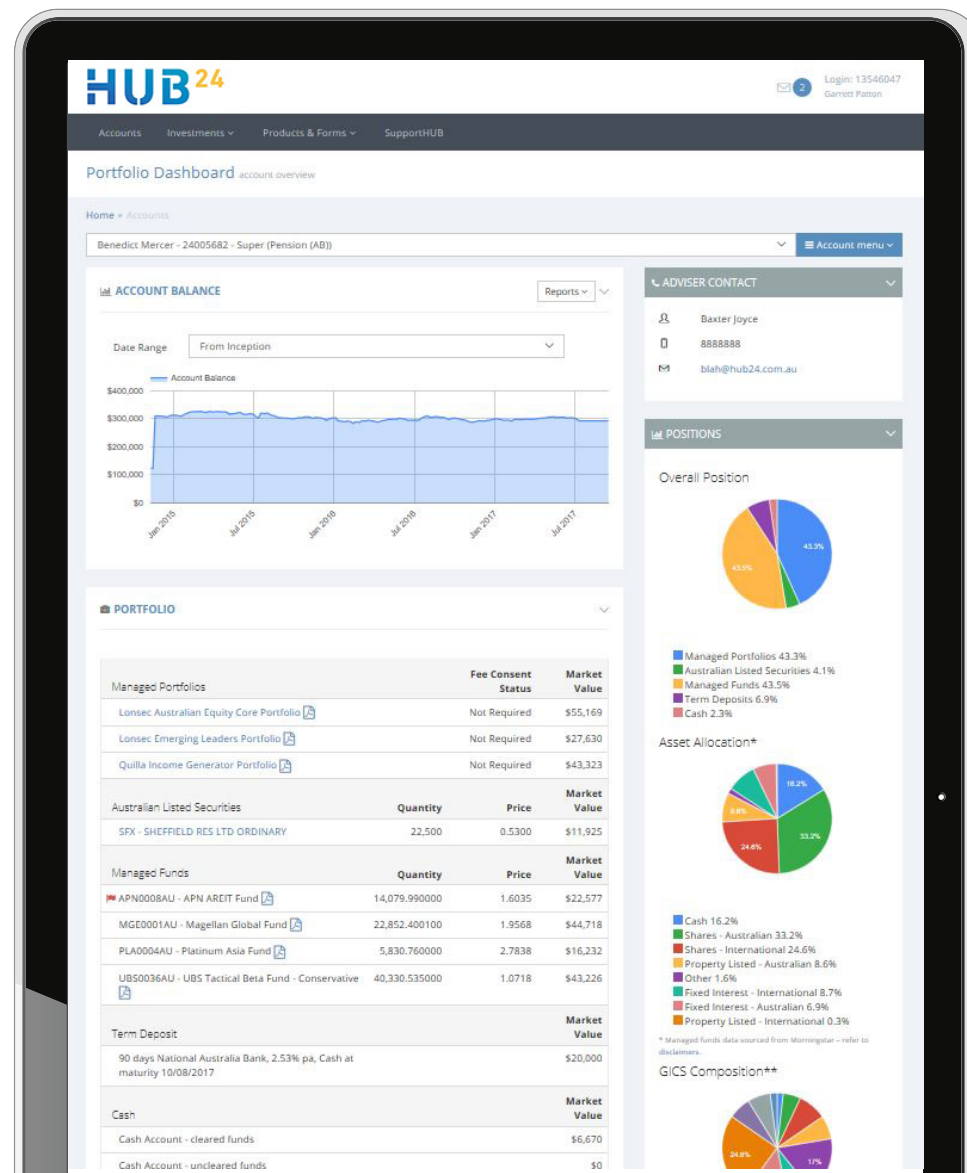 HUB24
2
Login: 13546047
Garrett Patton
Accounts Investments Products & Forms SupportHUB
Portfolio Dashboard account overview
Home » Accounts
Benedict Mercer - 24005682 - Super (Pension (AB))
Account menu
ACCOUNT BALANCE
Reports
Date Range
From Inception
Account Balance
$400,000
$300,000
$200,000
$100,000
$0
Jan 2015
Jul 2015
Jan 2016
Jul 2016
Jan 2017
Jul 2017
PORTFOLIO
Managed Portfolios Fee Consent Status Market Value
Lonsec Australian Equity Core Portfolio Not Required $55,169
Lonsec Emerging Leaders Portfolio Not Required $27,630
Quilla Income Generator Portfolio Not Required $43,323
Australian Listed Securities Quantity Price Market Value
SFX - SHEFFIELD RES LTD ORDINARY 22,500 0.5300 $11,925
Managed Funds Quantity Price Market Value
APN0008AU - APN AREIT Fund 14,079.990000 1.6035 $22,577
MGE0001AU - Magellan Global Fund 22,852.400100 1.9568 $44,718
PLA0004AU - Platinum Asia Fund 5,830.760000 2.7838 $16,232
UBS0036AU - UBS Tactical Beta Fund - Conservative 40,330.535000 1.0718 $43,226
Term Deposit Market Value
90 days National Australia Bank, 2.53% pa, Cash at $20,000
maturity 10/08/2017
Cash Market Value
Cash Account - cleared funds $6,670
Cash Account - uncleared funds $0
ADVISER CONTACT
Baxter Joyce
8888888
blah@hub24.com.au
POSITIONS
Overall Position
43.3%
43.5%
Managed Portfolios 43.3%
Australian Listed Securities 4.1%
Managed Funds 43.5%
Term Deposits 6.9%
Cash 2.3%
Asset Allocation*
16.2%
8.6%
33.2%
24.6%
Cash 16.2%
Shares - Australian 33.2%
Shares - International 24.6%
Property Listed - Australian 8.6%
Other 1.6%
Fixed Interest - International 8.7%
Fixed Interest - Australian 6.9%
Property Listed - International 0.3%
* Managed funds data sourced from Morningstar – refer to
disclaimers.
GICS Composition**
24.8%
17%